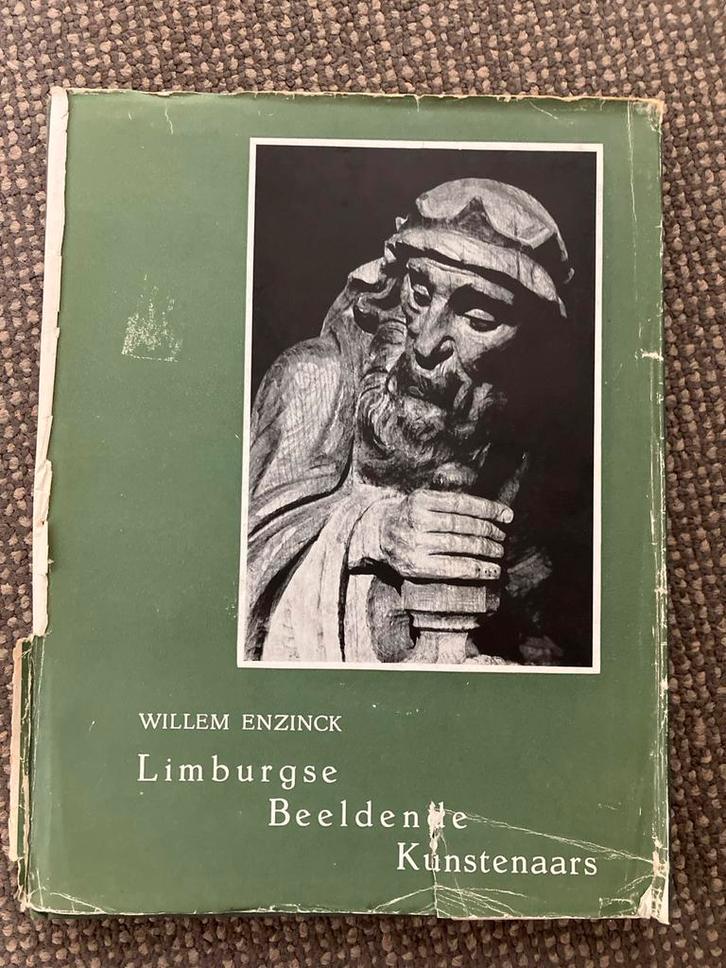 WILLEM ENZINCK
Limburgse
Beeldende
Kunstenaars